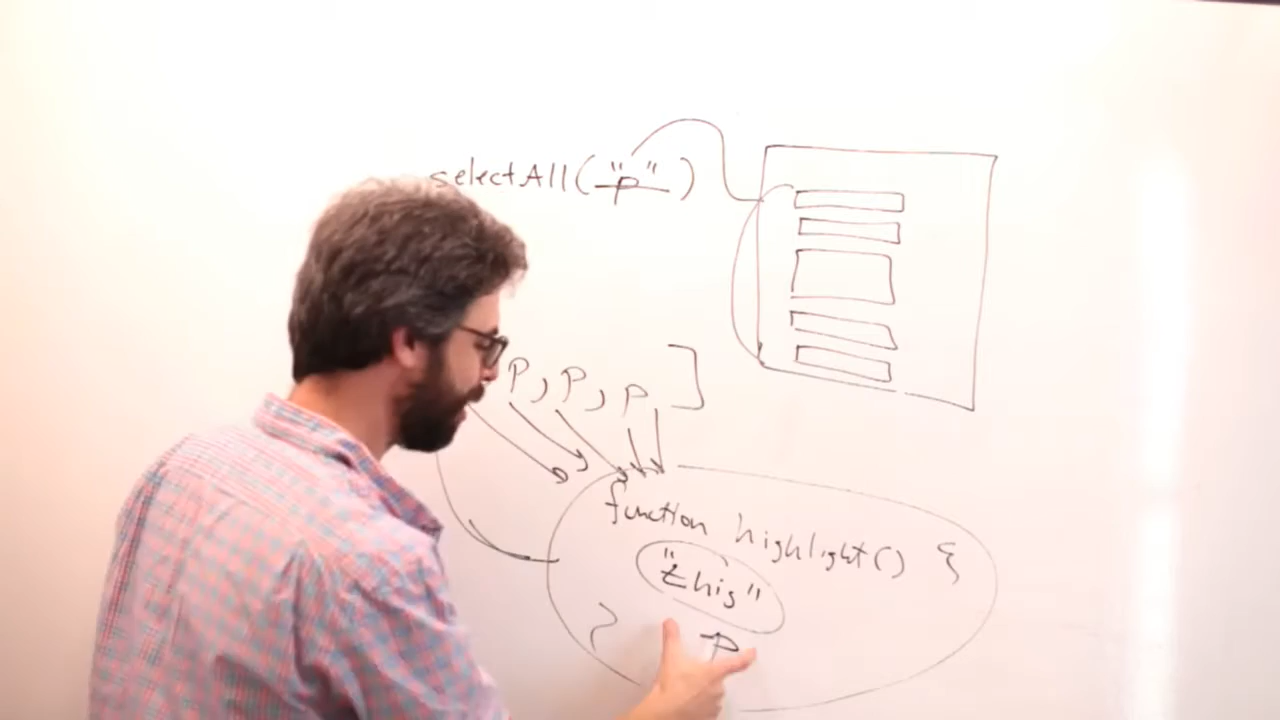 selectAll("p")
P, P, P, ]
function highlight() {
"this"
} P